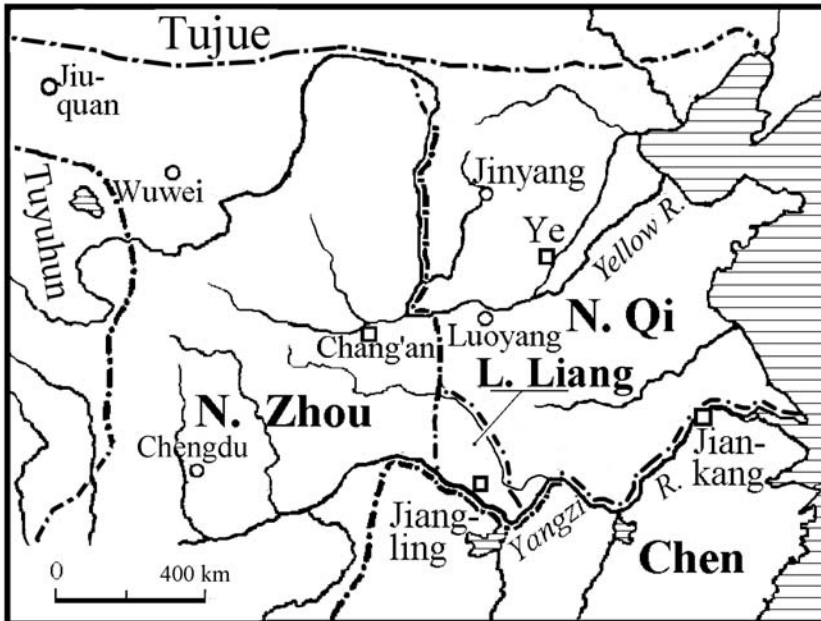 Tujue
Jiu-
quan
Wuwei
Tuyuhun
Jinyang
Ye
Yellow R.
N. Qi
Luoyang
Chang'an
L. Liang
N. Zhou
Chengdu
Jian-
kang
Jiang-
ling
Yangzi R.
Chen
0 400 km